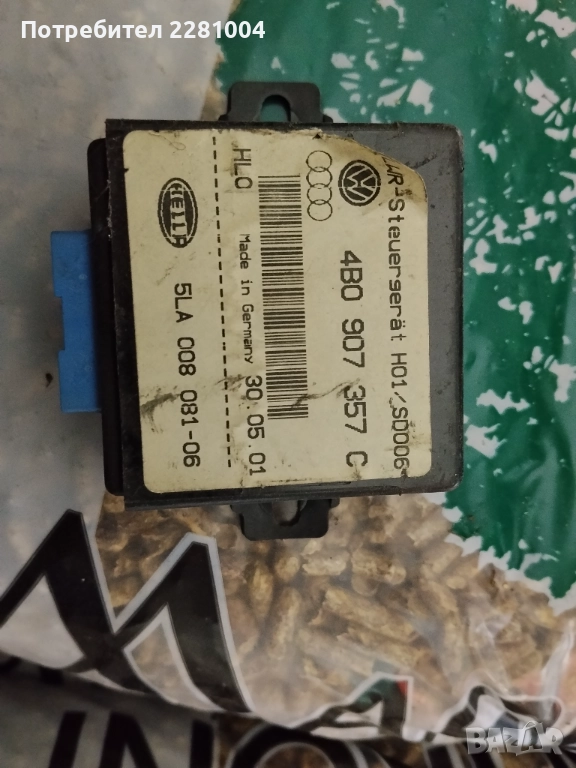 Потребител 2281004
LWR-Steuergerät H01/SD006
4B0 907 357 C
HLO
Made in Germany 30.05.01
HELLA
5LA 008 081-06
BAZAR